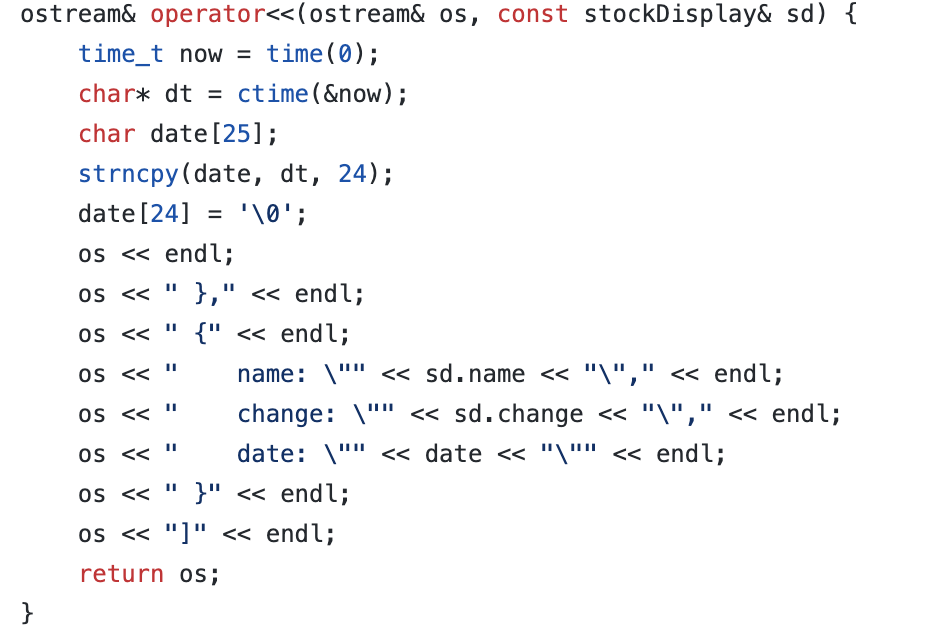 ostream& operator<<(ostream& os, const stockDisplay& sd) {
    time_t now = time(0);
    char* dt = ctime(&now);
    char date[25];
    strncpy(date, dt, 24);
    date[24] = '\0';
    os << endl;
    os << " }," << endl;
    os << " {" << endl;
    os << "    name: \"" << sd.name << "\"," << endl;
    os << "    change: \"" << sd.change << "\"," << endl;
    os << "    date: \"" << date << "\"" << endl;
    os << " }" << endl;
    os << "]" << endl;
    return os;
}